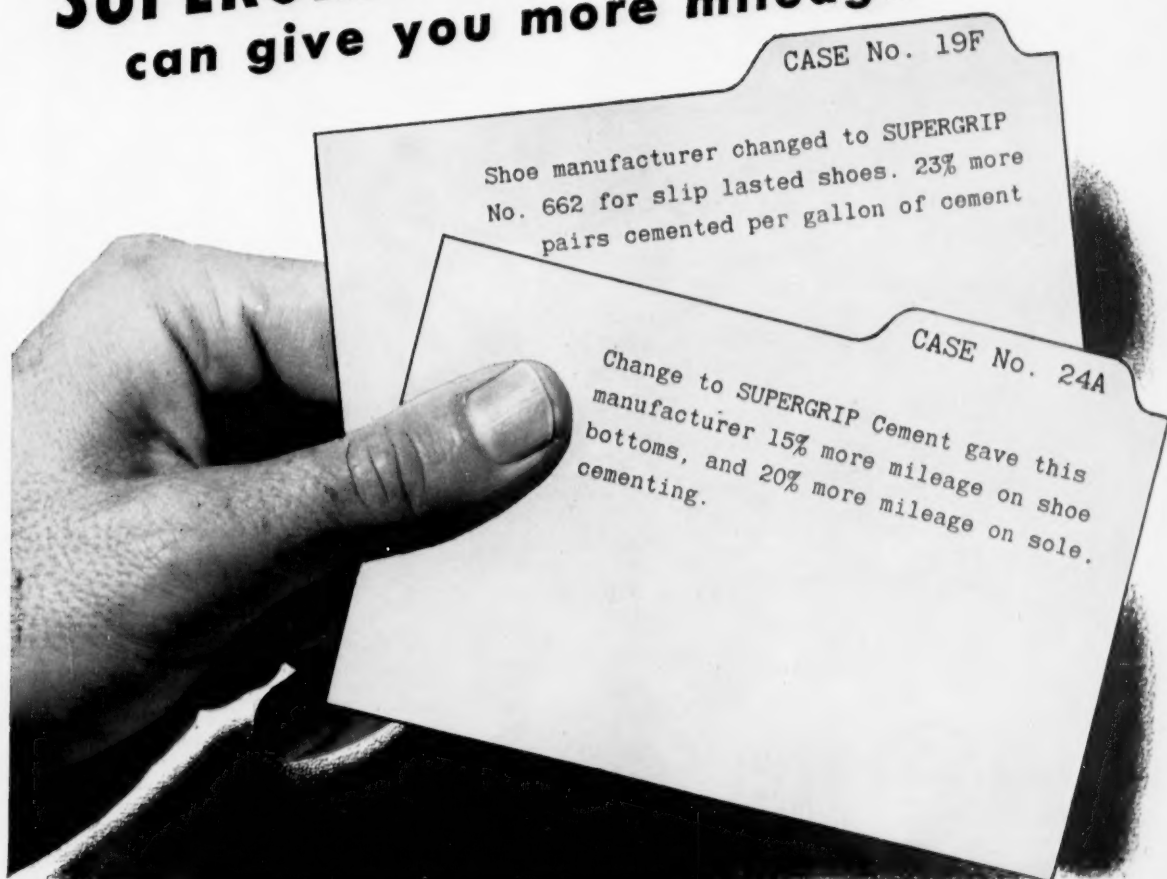 can give you more
CASE No. 19F
Shoe manufacturer changed to SUPERGRIP
No. 662 for slip lasted shoes. 23% more
pairs cemented per gallon of cement
CASE No. 24A
Change to SUPERGRIP Cement gave this
manufacturer 15% more mileage on shoe
bottoms, and 20% more mileage on sole.
cementing.